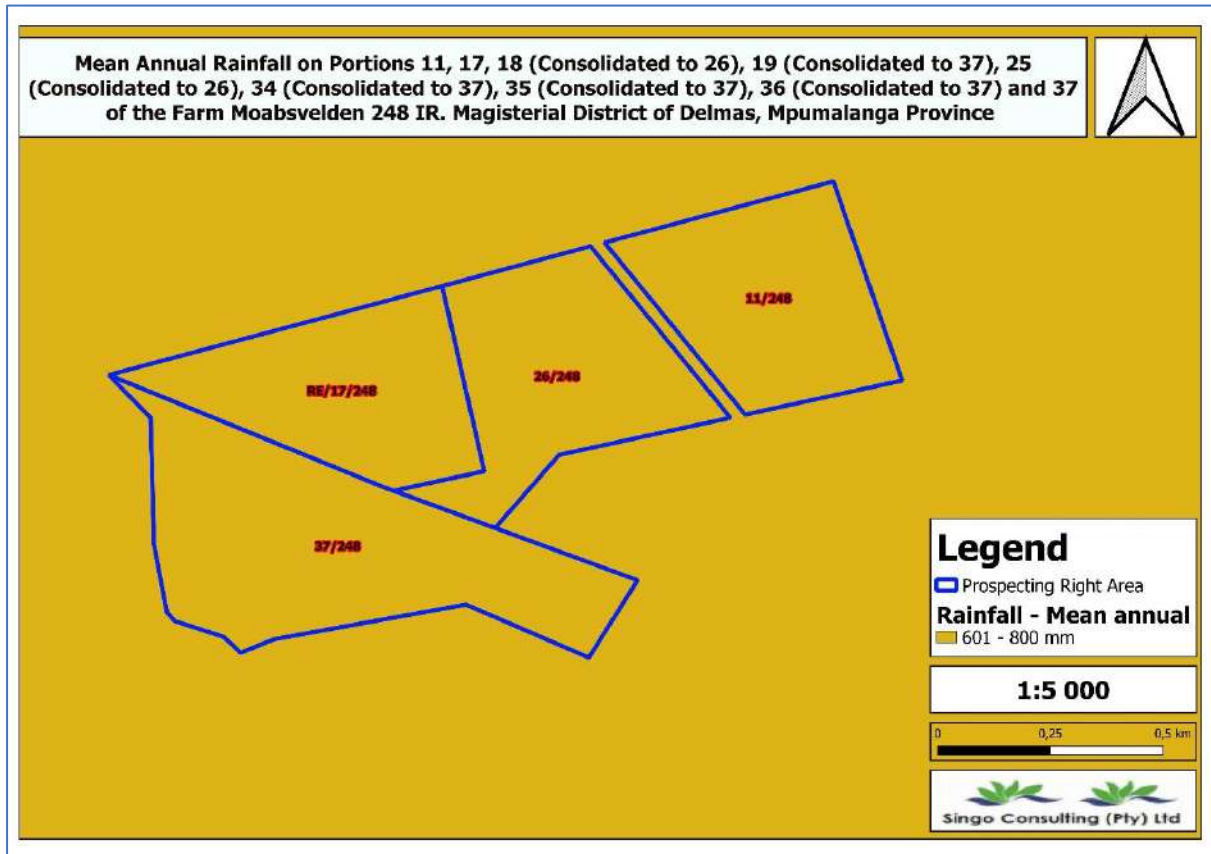 Mean Annual Rainfall on Portions 11, 17, 18 (Consolidated to 26), 19 (Consolidated to 37), 25
(Consolidated to 26), 34 (Consolidated to 37), 35 (Consolidated to 37), 36 (Consolidated to 37) and 37
of the Farm Moabsvelden 248 IR. Magisterial District of Delmas, Mpumalanga Province
11/248
26/248
RE/17/248
37/248
Legend
Prospecting Right Area
Rainfall - Mean annual
601 - 800 mm
1:5 000
0 0,25 0,5 km
Singo Consulting (Pty) Ltd